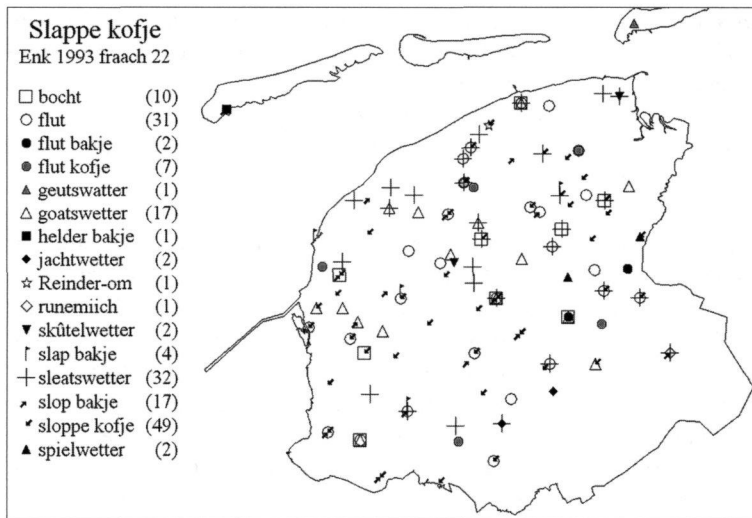 Slappe kofje
Enk 1993 fraach 22
bocht (10)
flut (31)
flut bakje (2)
flut kofje (7)
geutswatter (1)
goatswetter (17)
helder bakje (1)
jachtwetter (2)
Reinder-om (1)
runemiich (1)
skûtelwetter (2)
slap bakje (4)
sleatswetter (32)
slop bakje (17)
sloppe kofje (49)
spielwetter (2)